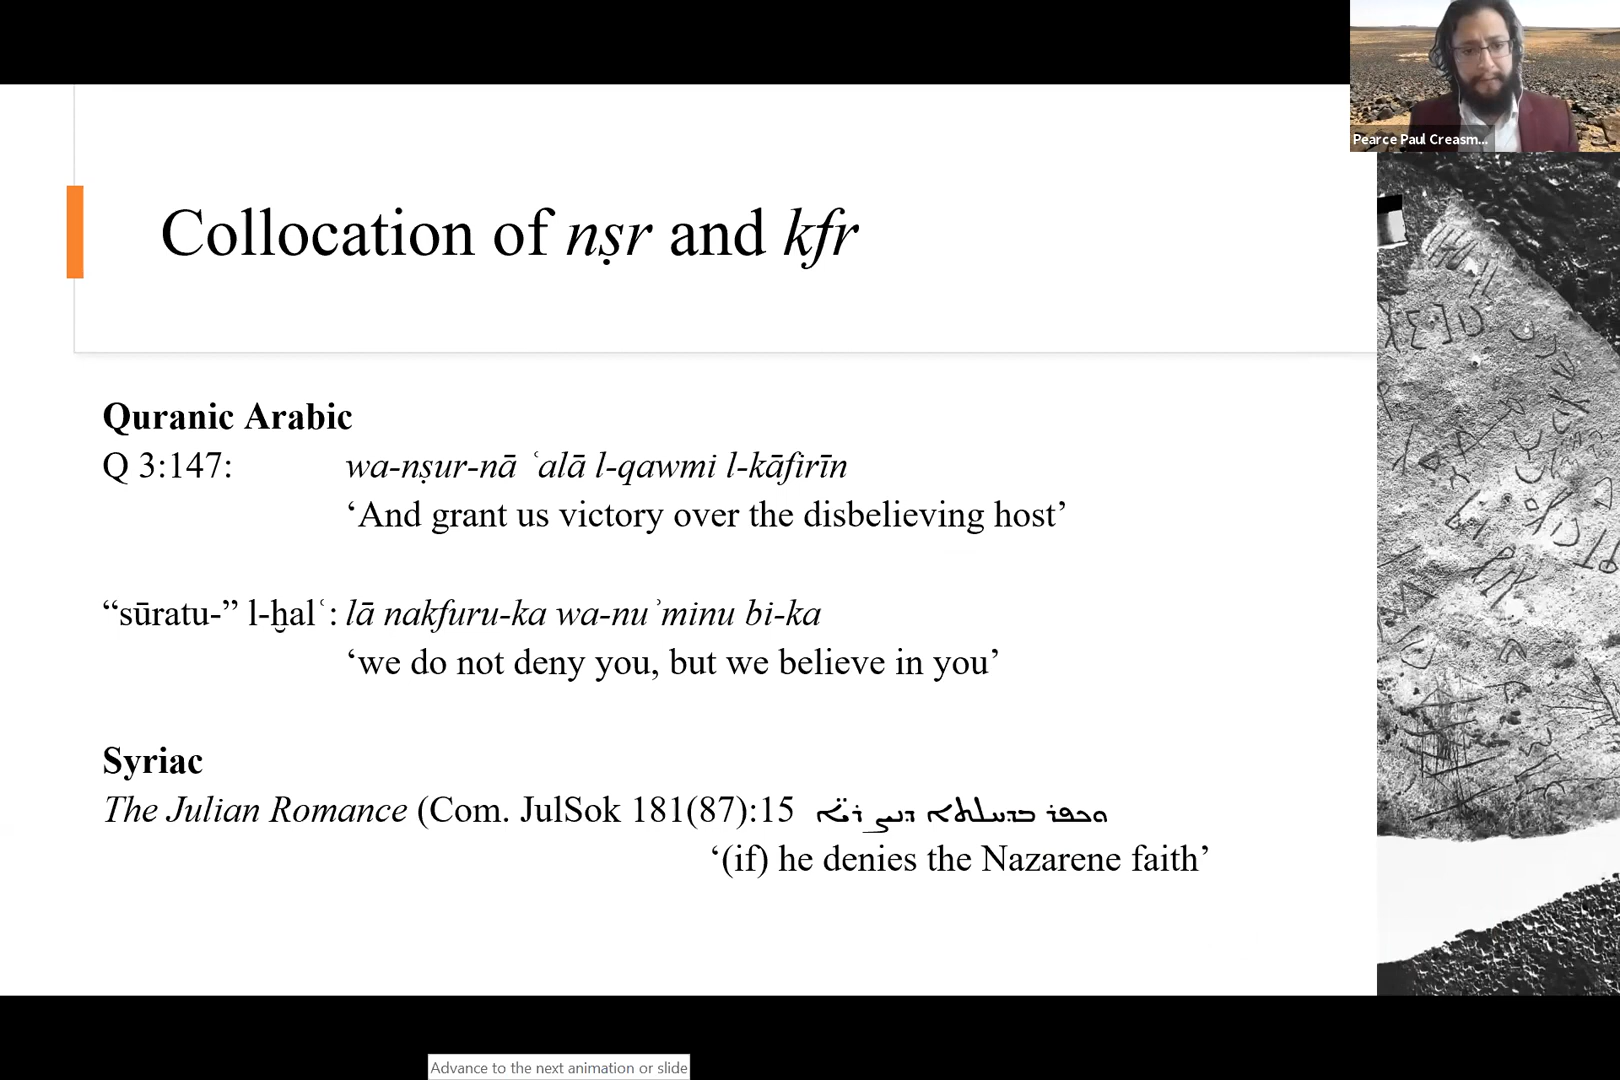 Pearce Paul Creasm...
Collocation of nṣr and kfr
Quranic Arabic
Q 3:147: wa-nṣur-nā ʿalā l-qawmi l-kāfirīn
‘And grant us victory over the disbelieving host’
“sūratu-” l-ḫalʿ: lā nakfuru-ka wa-nuʾminu bi-ka
‘we do not deny you, but we believe in you’
Syriac
The Julian Romance (Com. JulSok 181(87):15
‘(if) he denies the Nazarene faith’
Advance to the next animation or slide